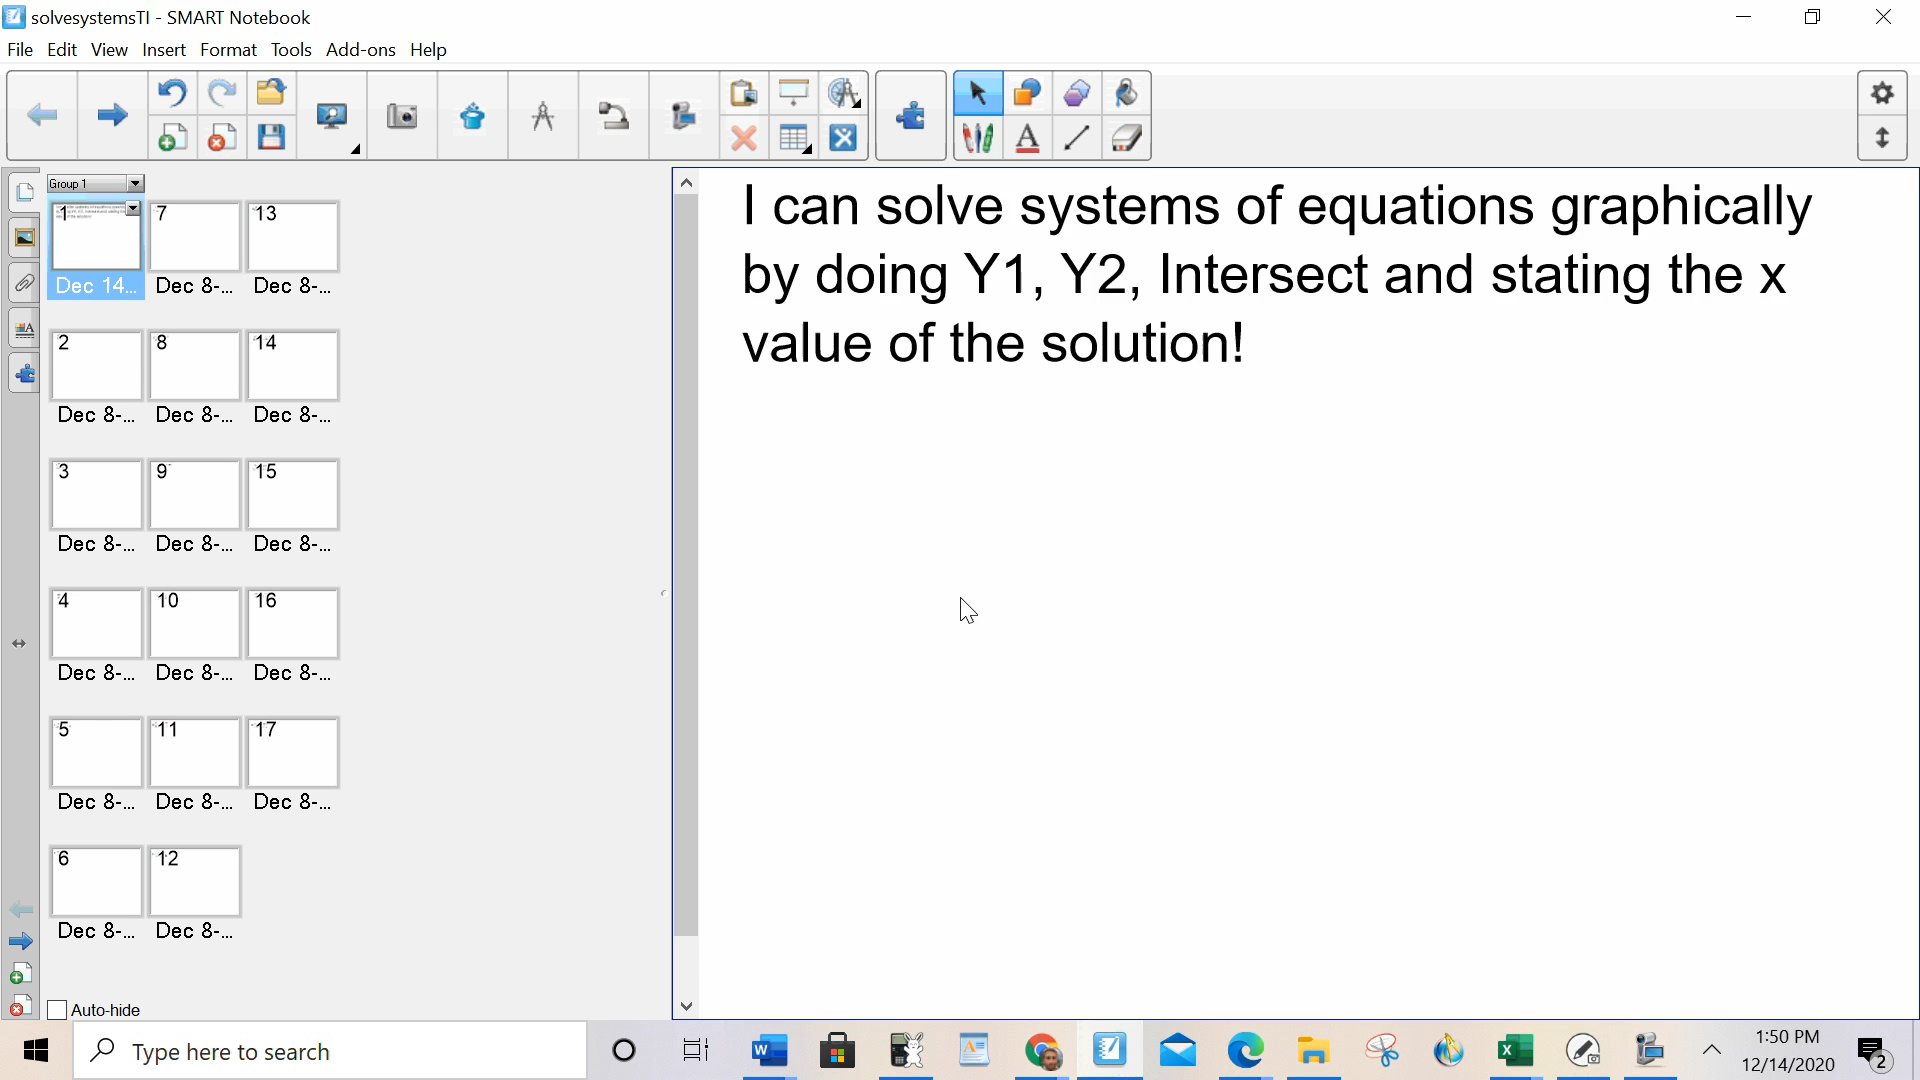 solvesystemsTI - SMART Notebook
File Edit View Insert Format Tools Add-ons Help
Group 1
1 7 13
Dec 14... Dec 8-... Dec 8-...
2 8 14
Dec 8-... Dec 8-... Dec 8-...
3 9 15
Dec 8-... Dec 8-... Dec 8-...
4 10 16
Dec 8-... Dec 8-... Dec 8-...
5 11 17
Dec 8-... Dec 8-... Dec 8-...
6 12
Dec 8-... Dec 8-...
Auto-hide
I can solve systems of equations graphically
by doing Y1, Y2, Intersect and stating the x
value of the solution!
Type here to search
1:50 PM
12/14/2020
2